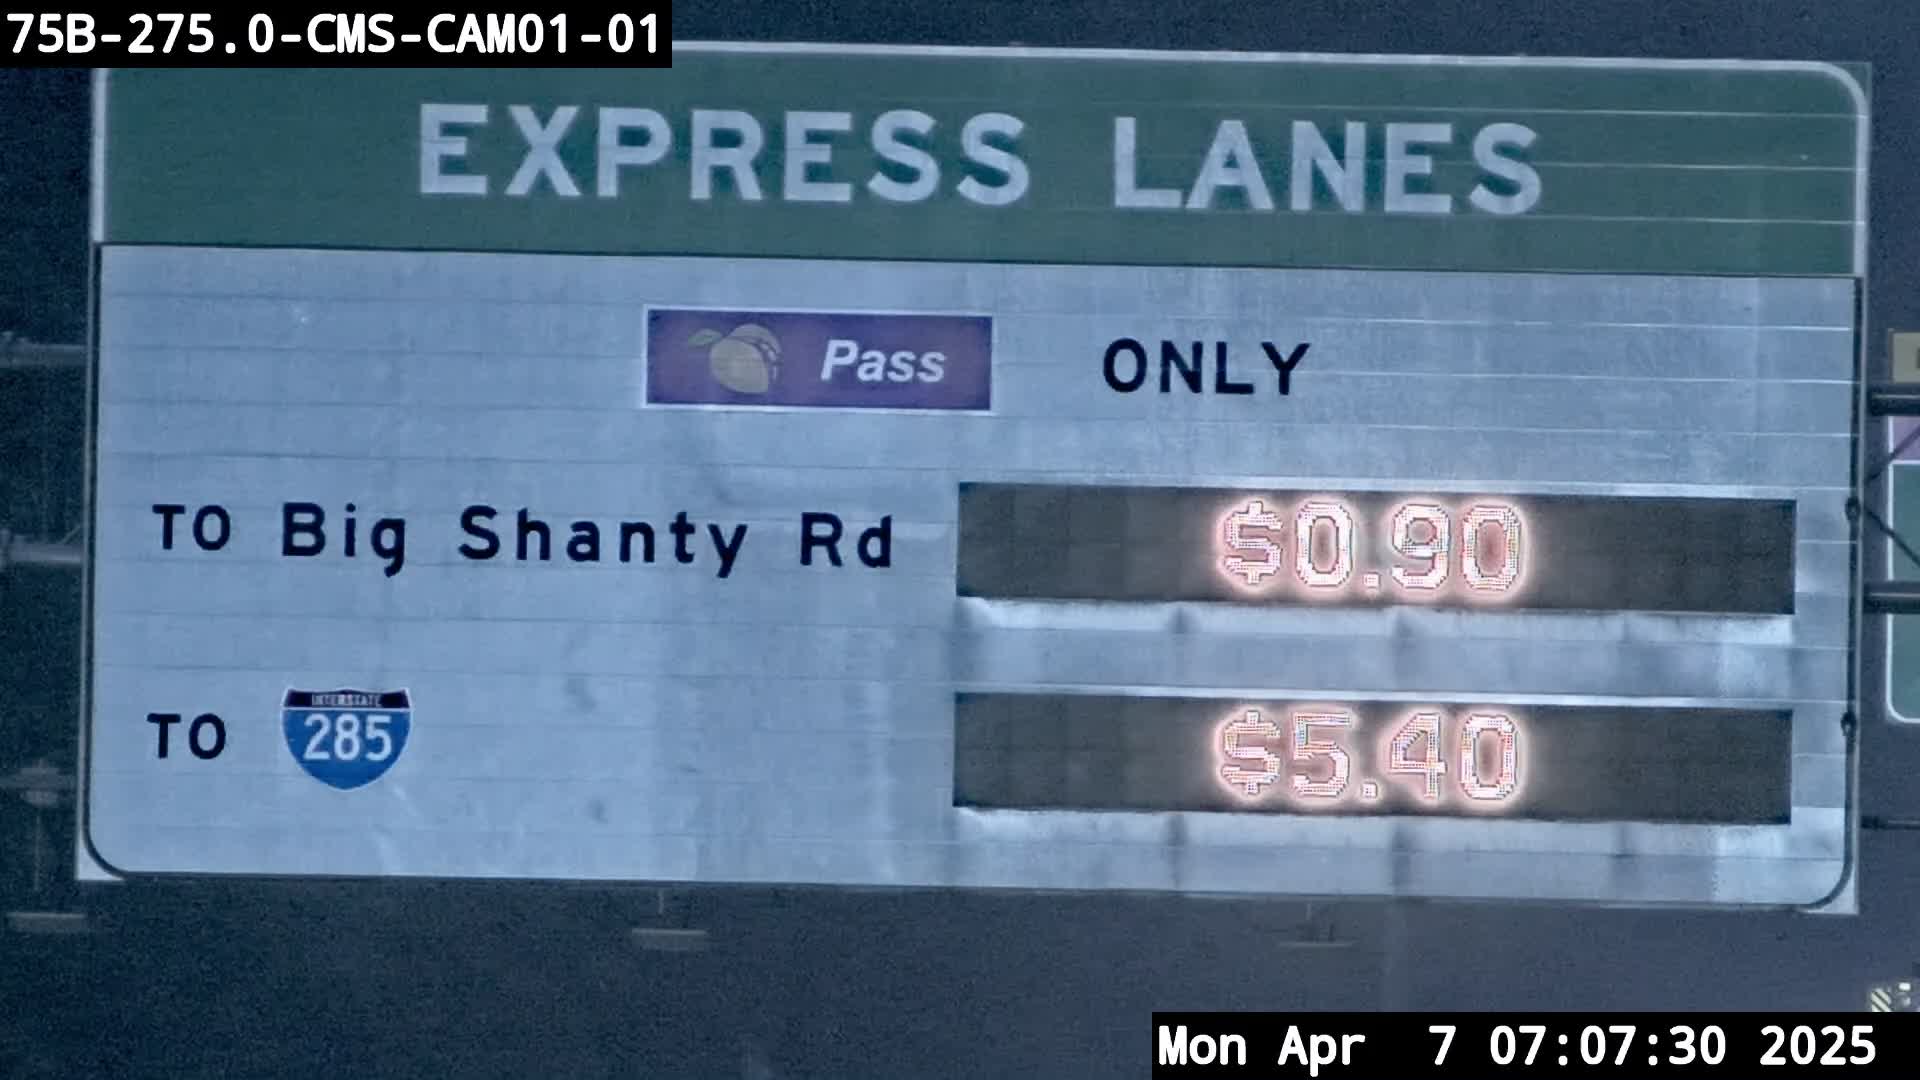 75B-275.0-CMS-CAM01-01
EXPRESS LANES
Pass ONLY
TO Big Shanty Rd $0.90
INTERSTATE
TO 285 $5.40
Mon Apr 7 07:07:30 2025